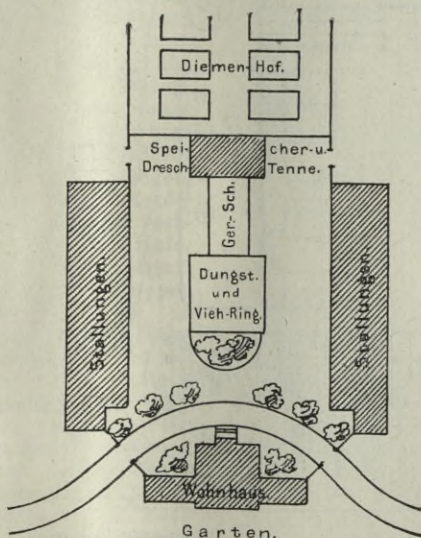 Diemen-Hof.
Spei- cher-u.
Dresch Tenne.
Ger.-Sch.
Dungst.
und
Vieh-Ring.
Stallungen.
Stallungen.
Wohnhaus.
Garten.